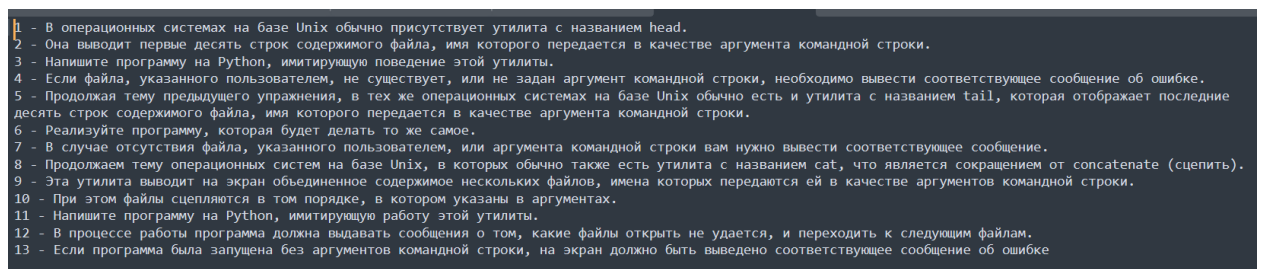 1 - В операционных системах на базе Unix обычно присутствует утилита с названием head.
2 - Она выводит первые десять строк содержимого файла, имя которого передается в качестве аргумента командной строки.
3 - Напишите программу на Python, имитирующую поведение этой утилиты.
4 - Если файла, указанного пользователем, не существует, или не задан аргумент командной строки, необходимо вывести соответствующее сообщение об ошибке.
5 - Продолжая тему предыдущего упражнения, в тех же операционных системах на базе Unix обычно есть и утилита с названием tail, которая отображает последние
десять строк содержимого файла, имя которого передается в качестве аргумента командной строки.
6 - Реализуйте программу, которая будет делать то же самое.
7 - В случае отсутствия файла, указанного пользователем, или аргумента командной строки вам нужно вывести соответствующее сообщение.
8 - Продолжаем тему операционных систем на базе Unix, в которых обычно также есть утилита с названием cat, что является сокращением от concatenate (сцепить).
9 - Эта утилита выводит на экран объединенное содержимое нескольких файлов, имена которых передаются ей в качестве аргументов командной строки.
10 - При этом файлы сцепляются в том порядке, в котором указаны в аргументах.
11 - Напишите программу на Python, имитирующую работу этой утилиты.
12 - В процессе работы программа должна выдавать сообщения о том, какие файлы открыть не удается, и переходить к следующим файлам.
13 - Если программа была запущена без аргументов командной строки, на экран должно быть выведено соответствующее сообщение об ошибке